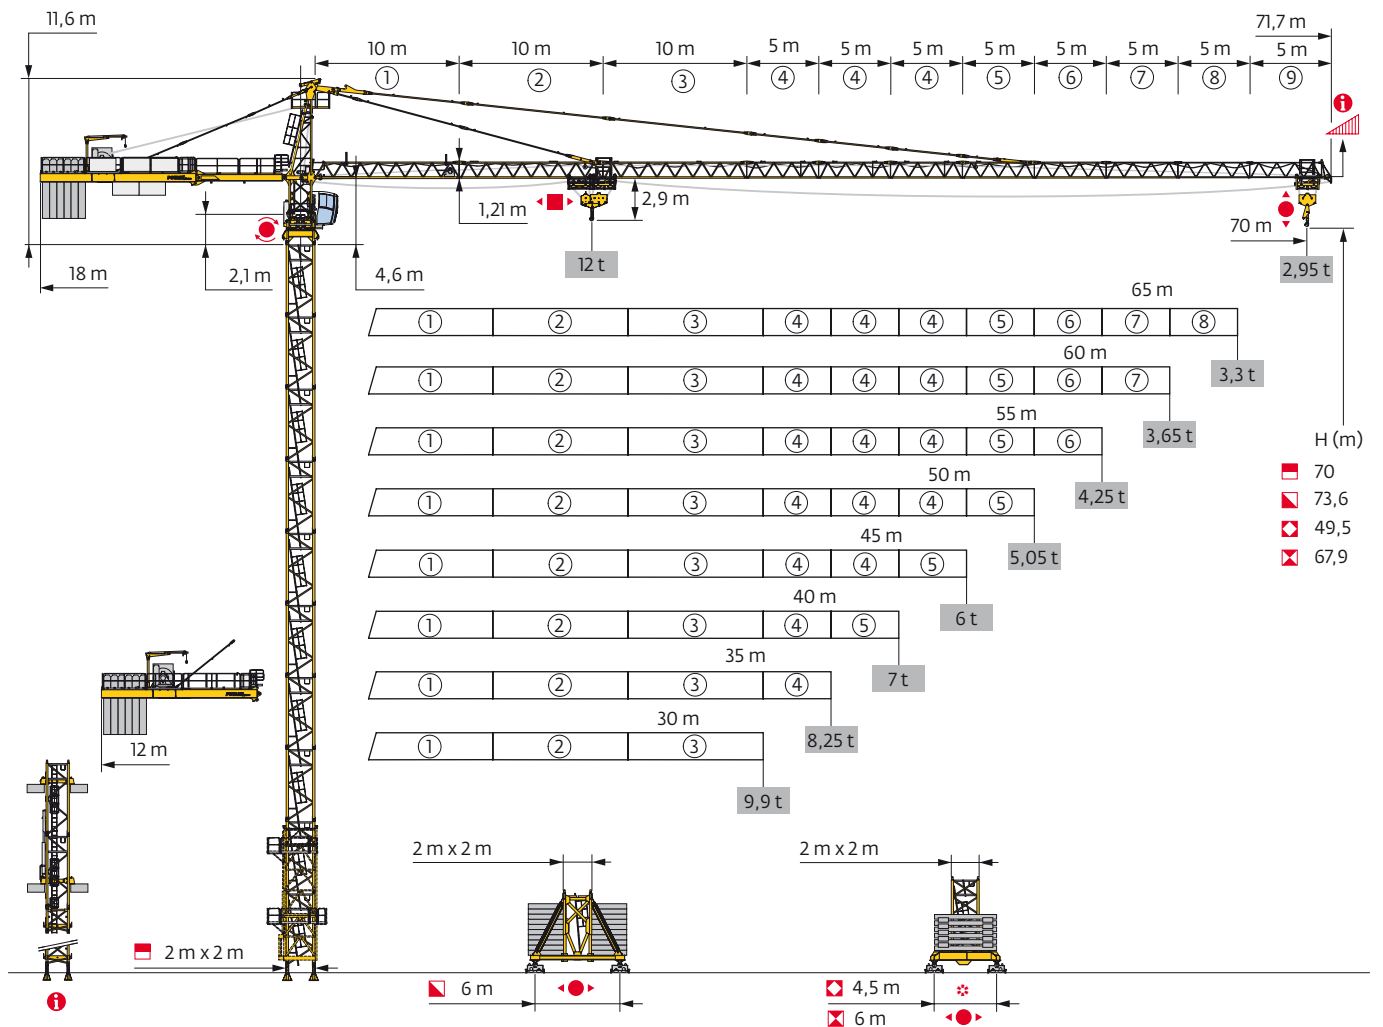 11,6 m
71,7 m
10 m 10 m 10 m 5 m 5 m 5 m 5 m 5 m 5 m 5 m 5 m
① ② ③ ④ ④ ④ ⑤ ⑥ ⑦ ⑧ ⑨
i
1,21 m
2,9 m
70 m
12 t
2,95 t
18 m
2,1 m
4,6 m
65 m
① ② ③ ④ ④ ④ ⑤ ⑥ ⑦ ⑧
3,3 t
60 m
① ② ③ ④ ④ ④ ⑤ ⑥ ⑦
3,65 t
55 m
① ② ③ ④ ④ ④ ⑤ ⑥
4,25 t
50 m
① ② ③ ④ ④ ④ ⑤
5,05 t
45 m
① ② ③ ④ ④ ⑤
6 t
40 m
① ② ③ ④ ⑤
7 t
35 m
① ② ③ ④
8,25 t
30 m
① ② ③
9,9 t
H (m)
70
73,6
49,5
67,9
12 m
2 m x 2 m
2 m x 2 m
2 m x 2 m
i
6 m
4,5 m
6 m